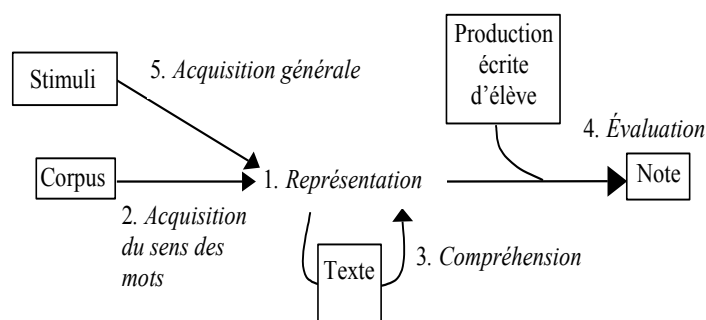 Production
écrite
d'élève
5. Acquisition générale
Stimuli
4. Évaluation
Corpus
1. Représentation
Note
2. Acquisition
du sens des
mots
Texte
3. Compréhension